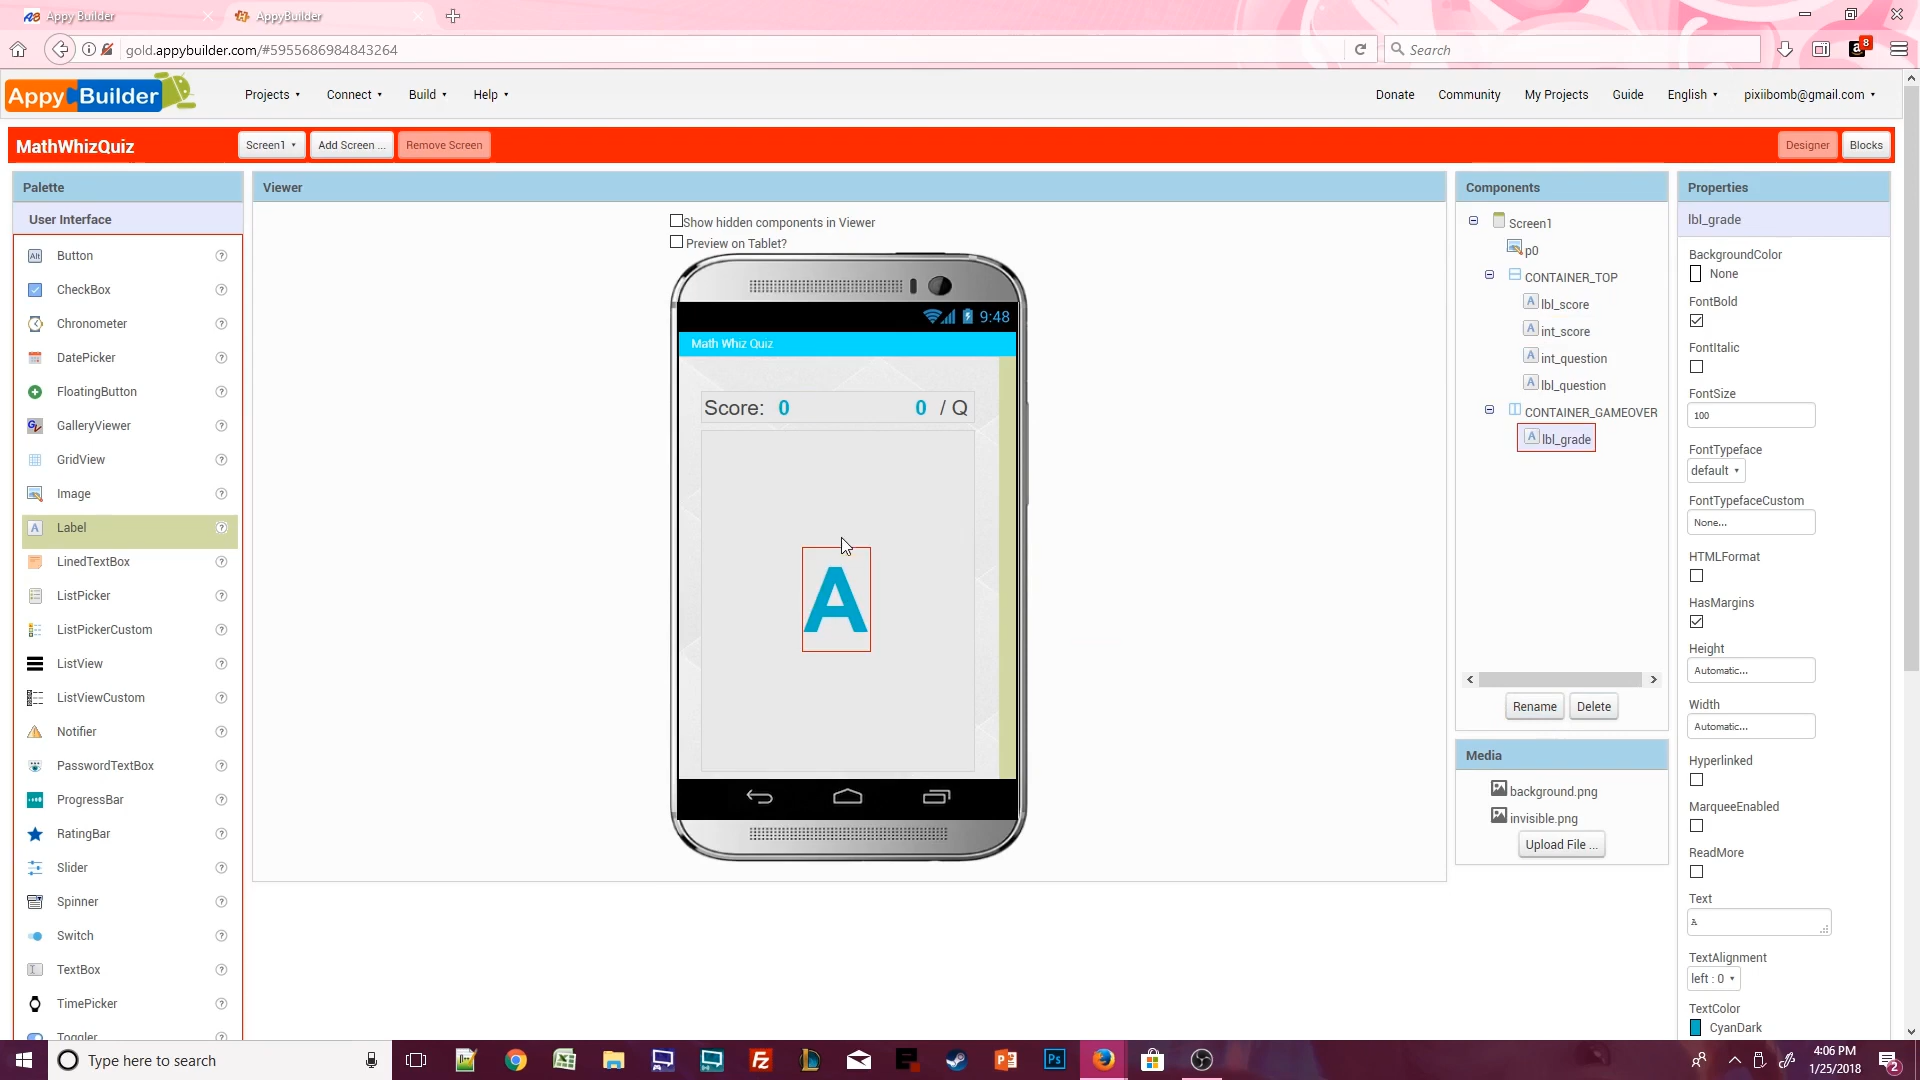 Appy Builder
AppyBuilder
gold.appybuilder.com/#5955686984843264
Search
8
Appy Builder
Projects
Connect
Build
Help
Donate
Community
My Projects
Guide
English
pixiibomb@gmail.com
MathWhizQuiz
Screen1
Add Screen ...
Remove Screen
Designer
Blocks
Palette
User Interface
Button
CheckBox
Chronometer
DatePicker
FloatingButton
GalleryViewer
GridView
Image
Label
LinedTextBox
ListPicker
ListPickerCustom
ListView
ListViewCustom
Notifier
PasswordTextBox
ProgressBar
RatingBar
Slider
Spinner
Switch
TextBox
TimePicker
Toggler
Viewer
Show hidden components in Viewer
Preview on Tablet?
9:48
Math Whiz Quiz
Score: 0 0 / Q
A
Components
Screen1
p0
CONTAINER_TOP
lbl_score
int_score
int_question
lbl_question
CONTAINER_GAMEOVER
lbl_grade
Rename
Delete
Media
background.png
invisible.png
Upload File ...
Properties
lbl_grade
BackgroundColor
None
FontBold
FontItalic
FontSize
100
FontTypeface
default
FontTypefaceCustom
None...
HTMLFormat
HasMargins
Height
Automatic...
Width
Automatic...
Hyperlinked
MarqueeEnabled
ReadMore
Text
A
TextAlignment
left : 0
TextColor
CyanDark
Type here to search
4:06 PM
1/25/2018
2